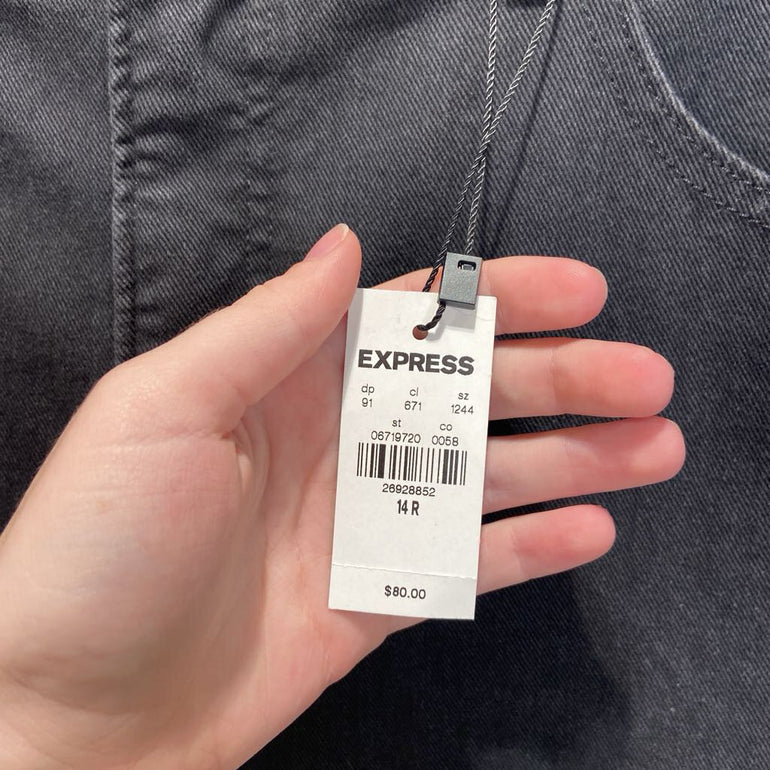 EXPRESS
dp cl sz
91 671 1244
st co
06719720 0058
26928852
14 R
$80.00